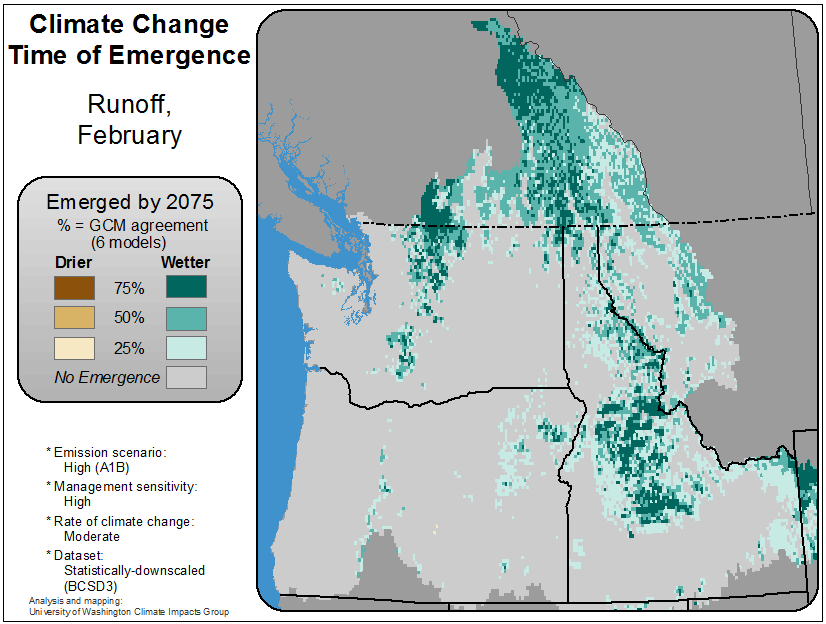 Climate Change
Time of Emergence
Runoff,
February
Emerged by 2075
% = GCM agreement
(6 models)
Drier Wetter
75%
50%
25%
No Emergence
* Emission scenario:
High (A1B)
* Management sensitivity:
High
* Rate of climate change:
Moderate
* Dataset:
Statistically-downscaled
(BCSD3)
Analysis and mapping:
University of Washington Climate Impacts Group